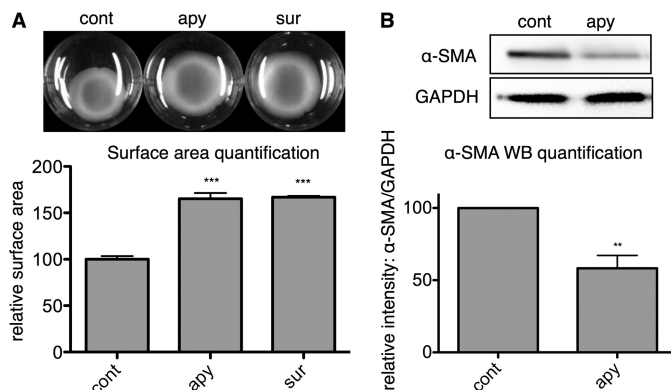 A
cont apy sur
Surface area quantification
relative surface area
200
150
100
50
0
***
***
cont
apy
sur
B
cont apy
α-SMA
GAPDH
α-SMA WB quantification
relative intensity: α-SMA/GAPDH
100
50
0
**
cont
apy